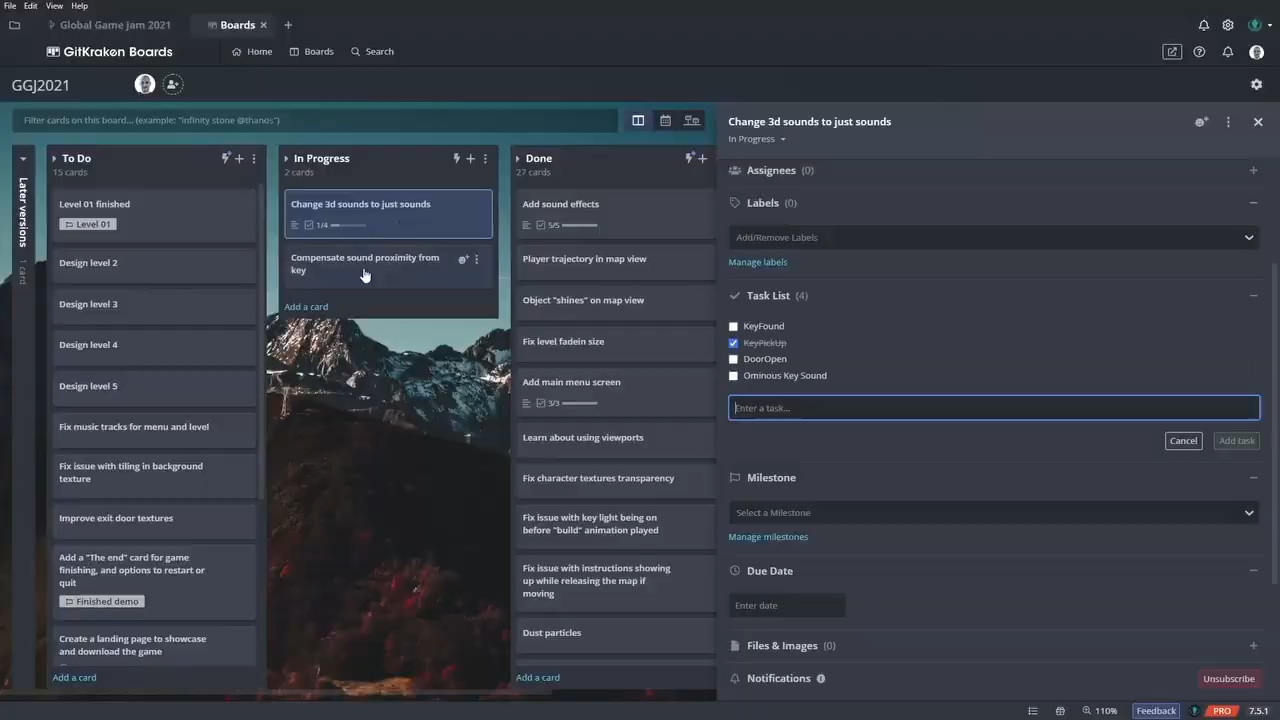 File Edit View Help
Global Game Jam 2021
Boards
GitKraken Boards
Home
Boards
Search
GGJ2021
Filter cards on this board... (example: "infinity stone @thanos")
Later versions
1 card
To Do
15 cards
Level 01 finished
Level 01
Design level 2
Design level 3
Design level 4
Design level 5
Fix music tracks for menu and level
Fix issue with tiling in background
texture
Improve exit door textures
Add a "The end" card for game
finishing, and options to restart or
quit
Finished demo
Create a landing page to showcase
and download the game
Add a card
In Progress
2 cards
Change 3d sounds to just sounds
1/4
Compensate sound proximity from
key
Add a card
Done
27 cards
Add sound effects
5/5
Player trajectory in map view
Object "shines" on map view
Fix level fadein size
Add main menu screen
3/3
Learn about using viewports
Fix character textures transparency
Fix issue with key light being on
before "build" animation played
Fix issue with instructions showing
up while releasing the map if
moving
Dust particles
Add a card
Change 3d sounds to just sounds
In Progress
Assignees (0)
Labels (0)
Add/Remove Labels
Manage labels
Task List (4)
KeyFound
KeyPickUp
DoorOpen
Ominous Key Sound
Enter a task...
Cancel
Add task
Milestone
Select a Milestone
Manage milestones
Due Date
Enter date
Files & Images (0)
Notifications
Unsubscribe
110%
Feedback
PRO
7.5.1